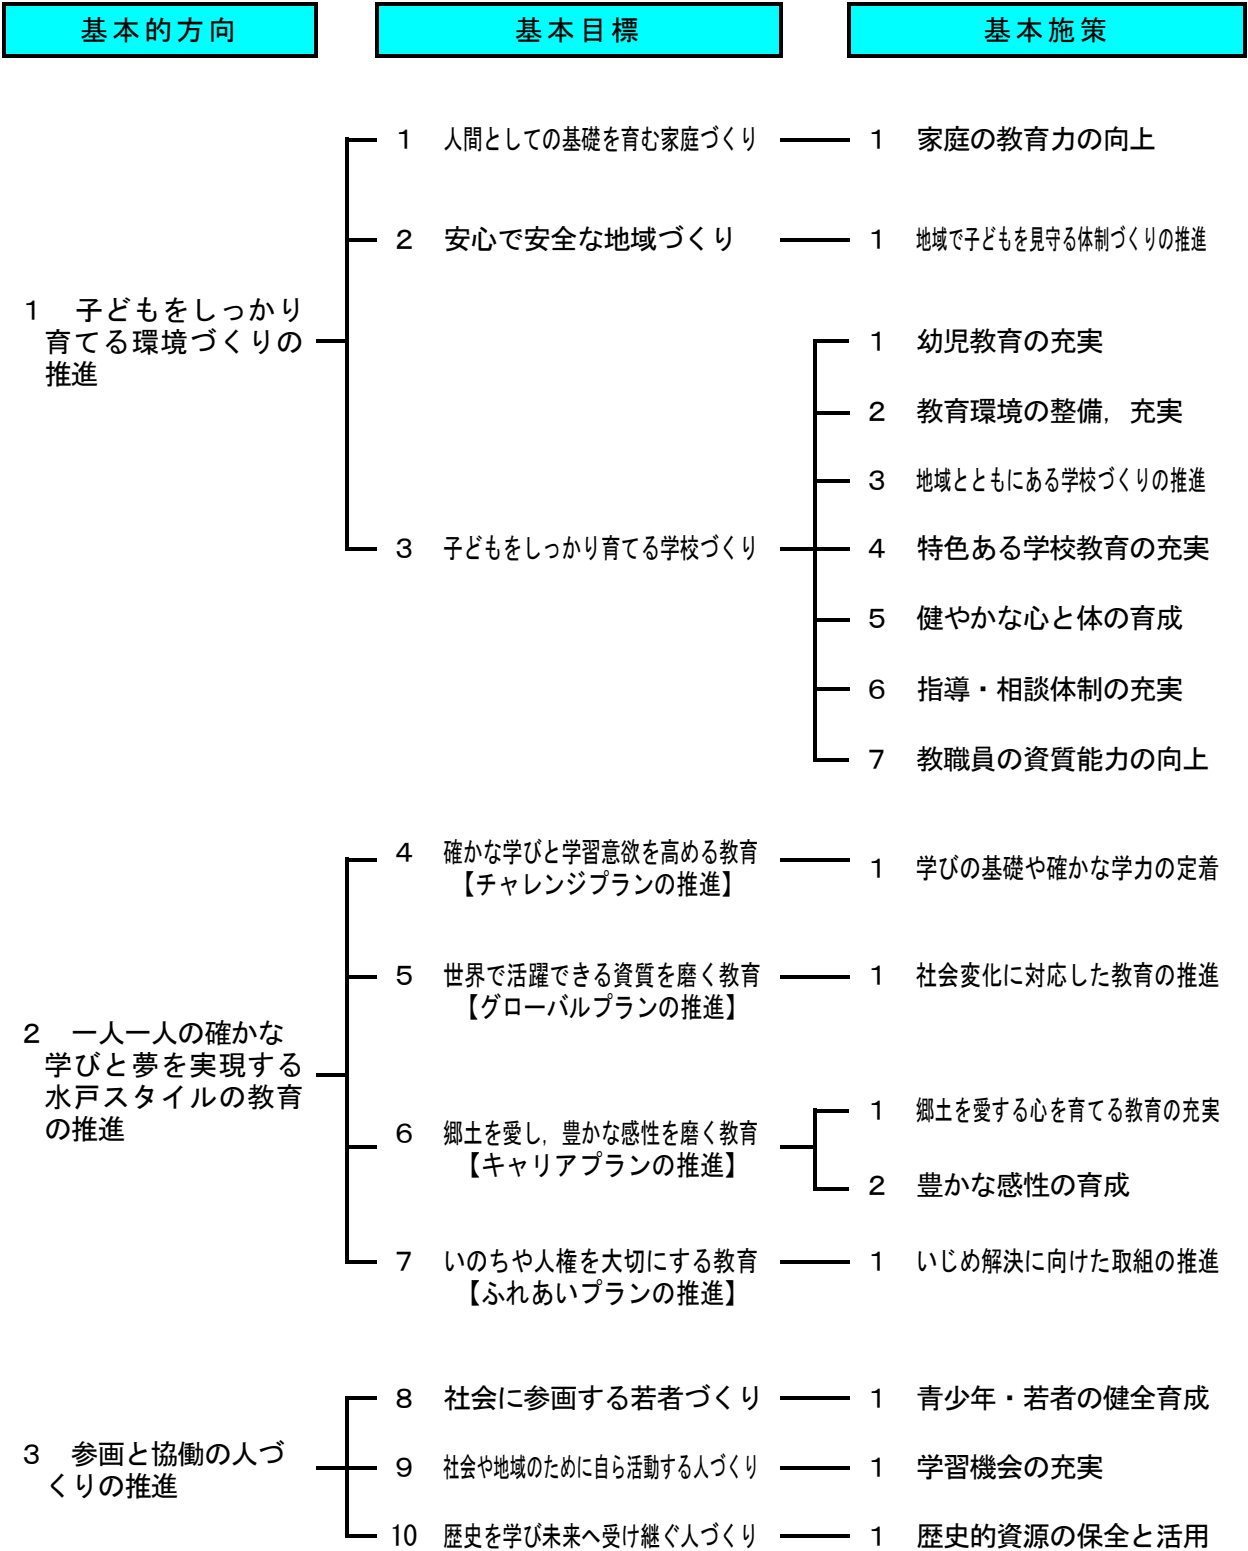 基本的方向
基本目標
基本施策
1　子どもをしっかり
育てる環境づくりの
推進
1　人間としての基礎を育む家庭づくり
1　家庭の教育力の向上
2　安心で安全な地域づくり
1　地域で子どもを見守る体制づくりの推進
3　子どもをしっかり育てる学校づくり
1　幼児教育の充実
2　教育環境の整備，充実
3　地域とともにある学校づくりの推進
4　特色ある学校教育の充実
5　健やかな心と体の育成
6　指導・相談体制の充実
7　教職員の資質能力の向上
2　一人一人の確かな
学びと夢を実現する
水戸スタイルの教育
の推進
4　確かな学びと学習意欲を高める教育
【チャレンジプランの推進】
1　学びの基礎や確かな学力の定着
5　世界で活躍できる資質を磨く教育
【グローバルプランの推進】
1　社会変化に対応した教育の推進
6　郷土を愛し，豊かな感性を磨く教育
【キャリアプランの推進】
1　郷土を愛する心を育てる教育の充実
2　豊かな感性の育成
7　いのちや人権を大切にする教育
【ふれあいプランの推進】
1　いじめ解決に向けた取組の推進
3　参画と協働の人づ
くりの推進
8　社会に参画する若者づくり
1　青少年・若者の健全育成
9　社会や地域のために自ら活動する人づくり
1　学習機会の充実
10　歴史を学び未来へ受け継ぐ人づくり
1　歴史的資源の保全と活用